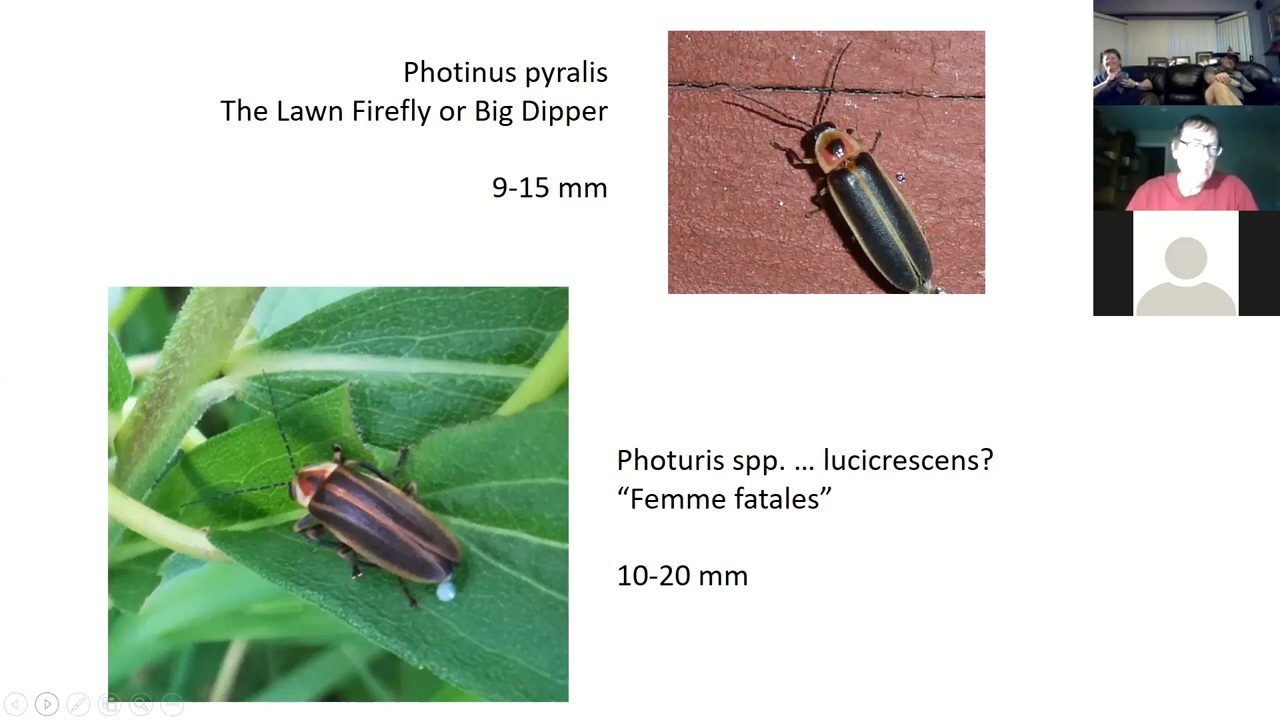 Photinus pyralis
The Lawn Firefly or Big Dipper
9-15 mm
Photuris spp. … lucicrescens?
“Femme fatales”
10-20 mm